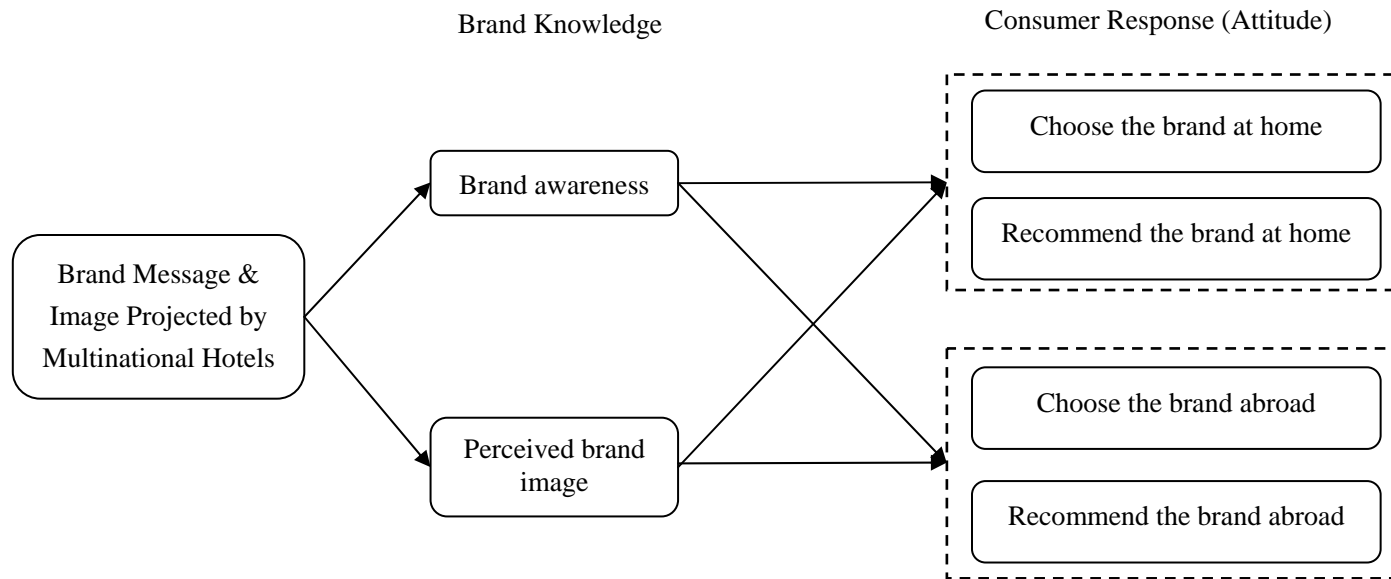 Brand Knowledge
Consumer Response (Attitude)
Brand Message &
Image Projected by
Multinational Hotels
Brand awareness
Perceived brand
image
Choose the brand at home
Recommend the brand at home
Choose the brand abroad
Recommend the brand abroad